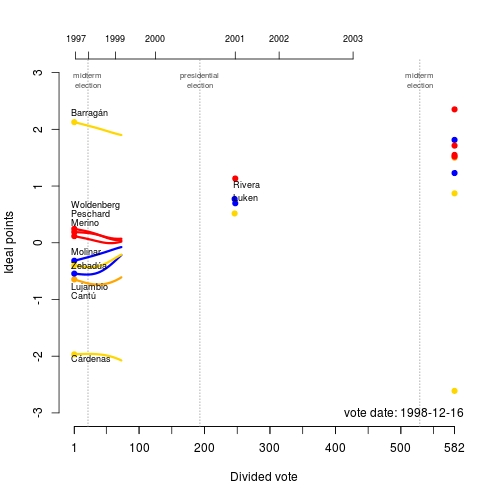 1997 1999 2000 2001 2002 2003
midterm
election
presidential
election
midterm
election
Barragán
Woldenberg
Peschard
Merino
Molinar
Zebadúa
Lujambio
Cantú
Cárdenas
Rivera
Luken
3
2
1
0
-1
-2
-3
Ideal points
vote date: 1998-12-16
1 100 200 300 400 500 582
Divided vote